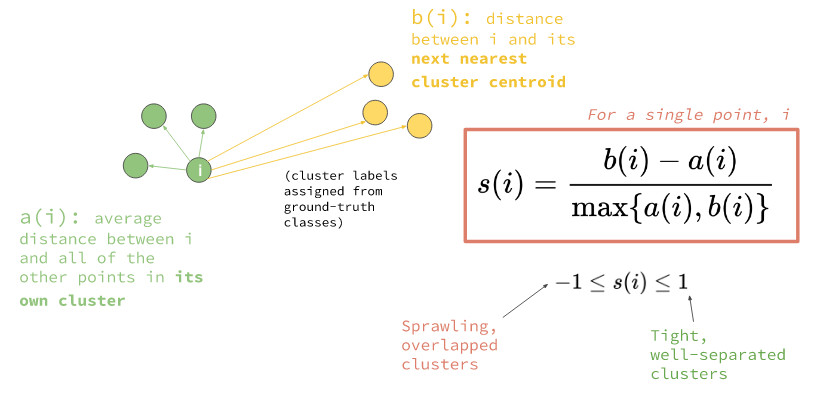 b(i): distance
between i and its
next nearest
cluster centroid
For a single point, i
i
(cluster labels
assigned from
ground-truth
classes)
s(i) = \frac{b(i) − a(i)}{max{a(i), b(i)}}
a(i): average
distance between i
and all of the
other points in its
own cluster
−1 ≤ s(i) ≤ 1
Sprawling,
overlapped
clusters
Tight,
well-separated
clusters